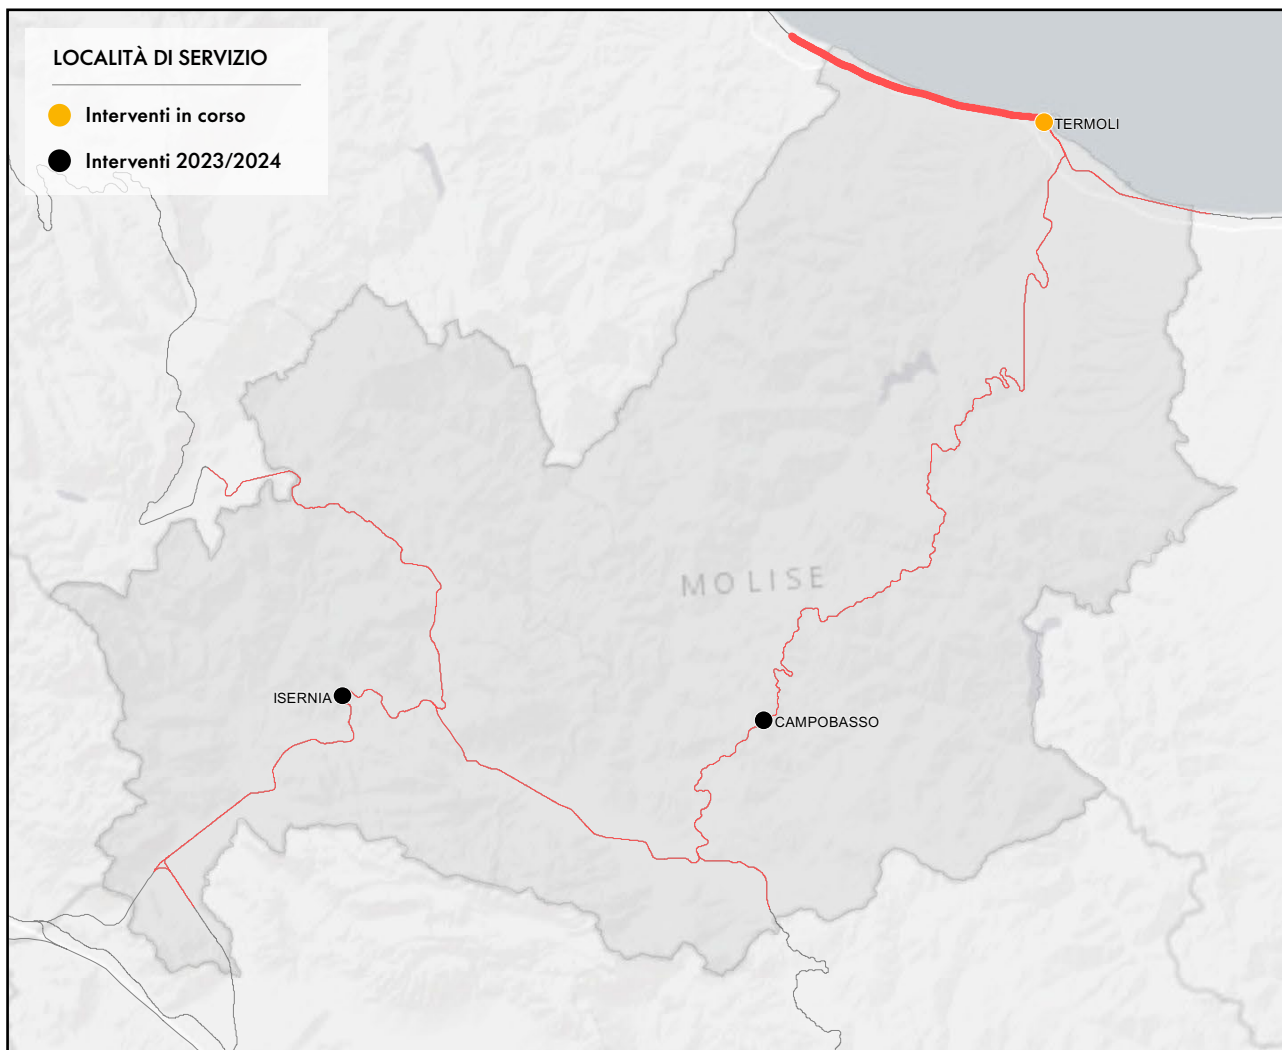 LOCALITÀ DI SERVIZIO
Interventi in corso
Interventi 2023/2024
TERMOLI
MOLISE
ISERNIA
CAMPOBASSO